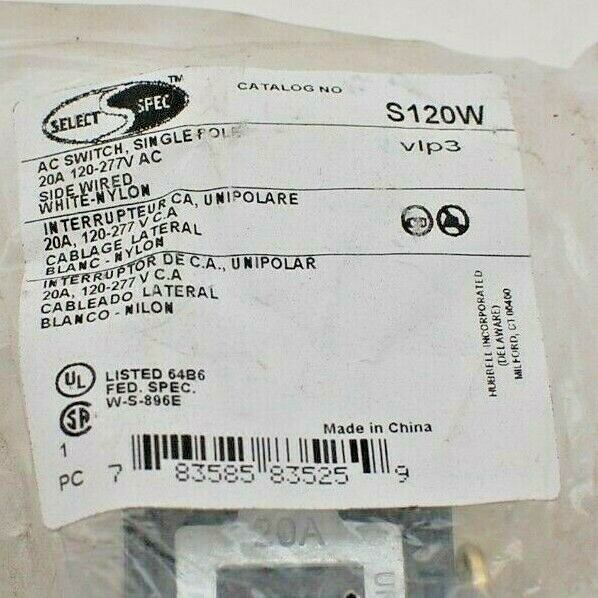 SELECT SPEC ™
CATALOG NO
S120W
vlp3
AC SWITCH, SINGLE POLE
20A 120-277V AC
SIDE WIRED
WHITE-NYLON
INTERRUPTEUR CA, UNIPOLARE
20A, 120-277 V C.A
CABLAGE LATERAL
BLANC - NYLON
INTERRUPTOR DE C.A., UNIPOLAR
20A, 120-277 V C.A
CABLEADO LATERAL
BLANCO - NILON
HUBBELL INCORPORATED
(DELAWARE)
MILFORD, CT 06460
UL
LISTED 64B6
FED. SPEC.
W-S-896E
SA
Made in China
1
PC
7 83585 83525 9
20A